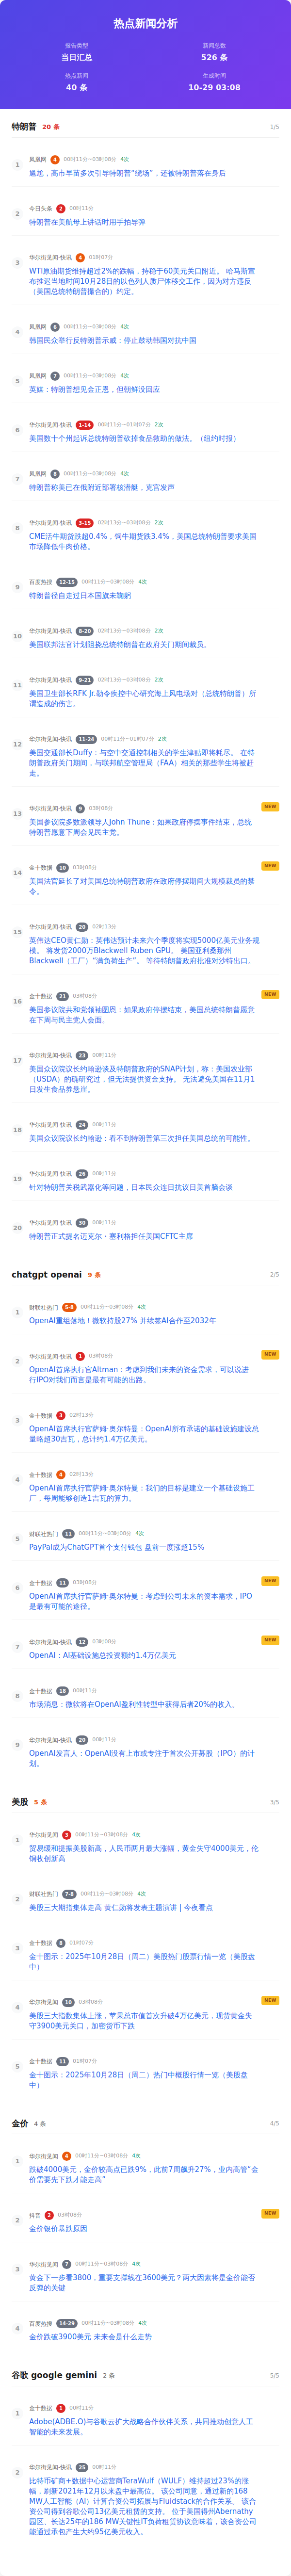 热点新闻分析
报告类型
新闻总数
当日汇总
526 条
热点新闻
生成时间
40 条
10-29 03:08
特朗普 20 条 1/5
1
凤凰网 4 00时11分~03时08分 4次
尴尬，高市早苗多次引导特朗普“绕场”，还被特朗普落在身后
2
今日头条 2 00时11分
特朗普在美航母上讲话时用手拍导弹
3
华尔街见闻-快讯 4 01时07分
WTI原油期货维持超过2%的跌幅，持稳于60美元关口附近。 哈马斯宣
布推迟当地时间10月28日的以色列人质尸体移交工作，因为对方违反
（美国总统特朗普撮合的）约定。
4
凤凰网 6 00时11分~03时08分 4次
韩国民众举行反特朗普示威：停止鼓动韩国对抗中国
5
凤凰网 7 00时11分~03时08分 4次
英媒：特朗普想见金正恩，但朝鲜没回应
6
华尔街见闻-快讯 1-14 00时11分~01时07分 2次
美国数十个州起诉总统特朗普砍掉食品救助的做法。（纽约时报）
7
凤凰网 8 00时11分~03时08分 4次
特朗普称美已在俄附近部署核潜艇，克宫发声
8
华尔街见闻-快讯 3-15 02时13分~03时08分 2次
CME活牛期货跌超0.4%，饲牛期货跌3.4%，美国总统特朗普要求美国
市场降低牛肉价格。
9
百度热搜 12-15 00时11分~03时08分 4次
特朗普径自走过日本国旗未鞠躬
10
华尔街见闻-快讯 8-20 02时13分~03时08分 2次
美国联邦法官计划阻挠总统特朗普在政府关门期间裁员。
11
华尔街见闻-快讯 9-21 02时13分~03时08分 2次
美国卫生部长RFK Jr.勒令疾控中心研究海上风电场对（总统特朗普）所
谓造成的伤害。
12
华尔街见闻-快讯 11-24 00时11分~01时07分 2次
美国交通部长Duffy：与空中交通控制相关的学生津贴即将耗尽。 在特
朗普政府关门期间，与联邦航空管理局（FAA）相关的那些学生将被赶
走。
13
华尔街见闻-快讯 9 03时08分 NEW
美国参议院多数派领导人John Thune：如果政府停摆事件结束，总统
特朗普愿意下周会见民主党。
14
金十数据 10 03时08分 NEW
美国法官延长了对美国总统特朗普政府在政府停摆期间大规模裁员的禁
令。
15
华尔街见闻-快讯 20 02时13分
英伟达CEO黄仁勋：英伟达预计未来六个季度将实现5000亿美元业务规
模。 将发货2000万Blackwell Ruben GPU。 美国亚利桑那州
Blackwell（工厂）“满负荷生产”。 等待特朗普政府批准对沙特出口。
16
金十数据 21 03时08分 NEW
美国参议院共和党领袖图恩：如果政府停摆结束，美国总统特朗普愿意
在下周与民主党人会面。
17
华尔街见闻-快讯 23 00时11分
美国众议院议长约翰逊谈及特朗普政府的SNAP计划，称：美国农业部
（USDA）的确研究过，但无法提供资金支持。 无法避免美国在11月1
日发生食品券悬崖。
18
华尔街见闻-快讯 24 00时11分
美国众议院议长约翰逊：看不到特朗普第三次担任美国总统的可能性。
19
华尔街见闻-快讯 26 00时11分
针对特朗普关税武器化等问题，日本民众连日抗议日美首脑会谈
20
华尔街见闻-快讯 30 00时11分
特朗普正式提名迈克尔・塞利格担任美国CFTC主席
chatgpt openai 9 条 2/5
1
财联社热门 5-8 00时11分~03时08分 4次
OpenAI重组落地！微软持股27% 并续签AI合作至2032年
2
华尔街见闻-快讯 1 03时08分 NEW
OpenAI首席执行官Altman：考虑到我们未来的资金需求，可以说进
行IPO对我们而言是最有可能的出路。
3
金十数据 3 02时13分
OpenAI首席执行官萨姆·奥尔特曼：OpenAI所有承诺的基础设施建设总
量略超30吉瓦，总计约1.4万亿美元。
4
金十数据 4 02时13分
OpenAI首席执行官萨姆·奥尔特曼：我们的目标是建立一个基础设施工
厂，每周能够创造1吉瓦的算力。
5
财联社热门 11 00时11分~03时08分 4次
PayPal成为ChatGPT首个支付钱包 盘前一度涨超15%
6
金十数据 11 03时08分 NEW
OpenAI首席执行官萨姆·奥尔特曼：考虑到公司未来的资本需求，IPO
是最有可能的途径。
7
华尔街见闻-快讯 12 03时08分 NEW
OpenAI：AI基础设施总投资额约1.4万亿美元
8
金十数据 18 00时11分
市场消息：微软将在OpenAI盈利性转型中获得后者20%的收入。
9
华尔街见闻-快讯 20 00时11分
OpenAI发言人：OpenAI没有上市或专注于首次公开募股（IPO）的计
划。
美股 5 条 3/5
1
华尔街见闻 3 00时11分~03时08分 4次
贸易缓和提振美股新高，人民币两月最大涨幅，黄金失守4000美元，伦
铜收创新高
2
财联社热门 7-8 00时11分~03时08分 4次
美股三大期指集体走高 黄仁勋将发表主题演讲 | 今夜看点
3
金十数据 8 01时07分
金十图示：2025年10月28日（周二）美股热门股票行情一览（美股盘
中）
4
华尔街见闻 10 03时08分 NEW
美股三大指数集体上涨，苹果总市值首次升破4万亿美元，现货黄金失
守3900美元关口，加密货币下跌
5
金十数据 11 01时07分
金十图示：2025年10月28日（周二）热门中概股行情一览（美股盘
中）
金价 4 条 4/5
1
华尔街见闻 4 00时11分~03时08分 4次
跌破4000美元，金价较高点已跌9%，此前7周飙升27%，业内高管“金
价需要先下跌才能走高”
2
抖音 2 03时08分 NEW
金价银价暴跌原因
3
华尔街见闻 7 00时11分~03时08分 4次
黄金下一步看3800，重要支撑线在3600美元？两大因素将是金价能否
反弹的关键
4
百度热搜 14-29 00时11分~03时08分 4次
金价跌破3900美元 未来会是什么走势
谷歌 google gemini 2 条 5/5
1
金十数据 1 00时11分
Adobe(ADBE.O)与谷歌云扩大战略合作伙伴关系，共同推动创意人工
智能的未来发展。
2
华尔街见闻-快讯 25 00时11分
比特币矿商+数据中心运营商TeraWulf（WULF）维持超过23%的涨
幅，刷新2021年12月以来盘中最高位。 该公司同意，通过新的168
MW人工智能（AI）计算合资公司拓展与Fluidstack的合作关系。 该合
资公司得到谷歌公司13亿美元租赁的支持。 位于美国得州Abernathy
园区、长达25年的186 MW关键性IT负荷租赁协议意味着，该合资公司
能通过承包产生大约95亿美元收入。